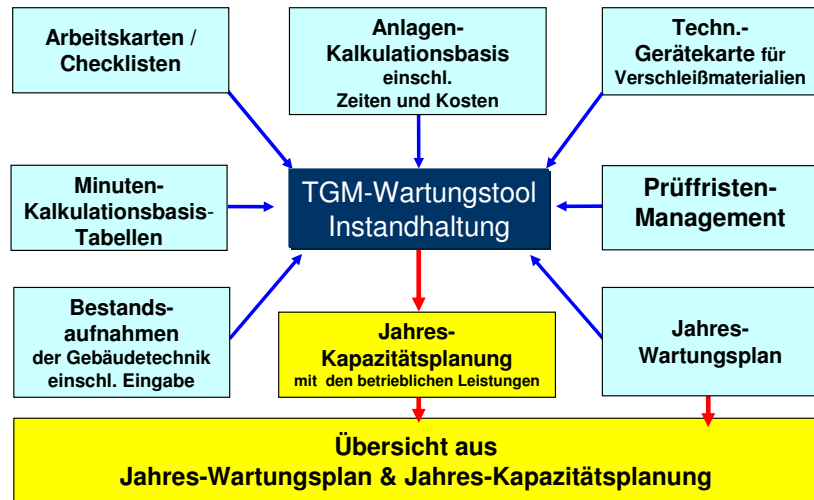 Arbeitskarten /
Checklisten
Anlagen-
Kalkulationsbasis
einschl.
Zeiten und Kosten
Techn.-
Gerätekarte für
Verschleißmaterialien
Minuten-
Kalkulationsbasis-
Tabellen
TGM-Wartungstool
Instandhaltung
Prüffristen-
Management
Bestands-
aufnahmen
der Gebäudetechnik
einschl. Eingabe
Jahres-
Kapazitätsplanung
mit den betrieblichen Leistungen
Jahres-
Wartungsplan
Übersicht aus
Jahres-Wartungsplan & Jahres-Kapazitätsplanung